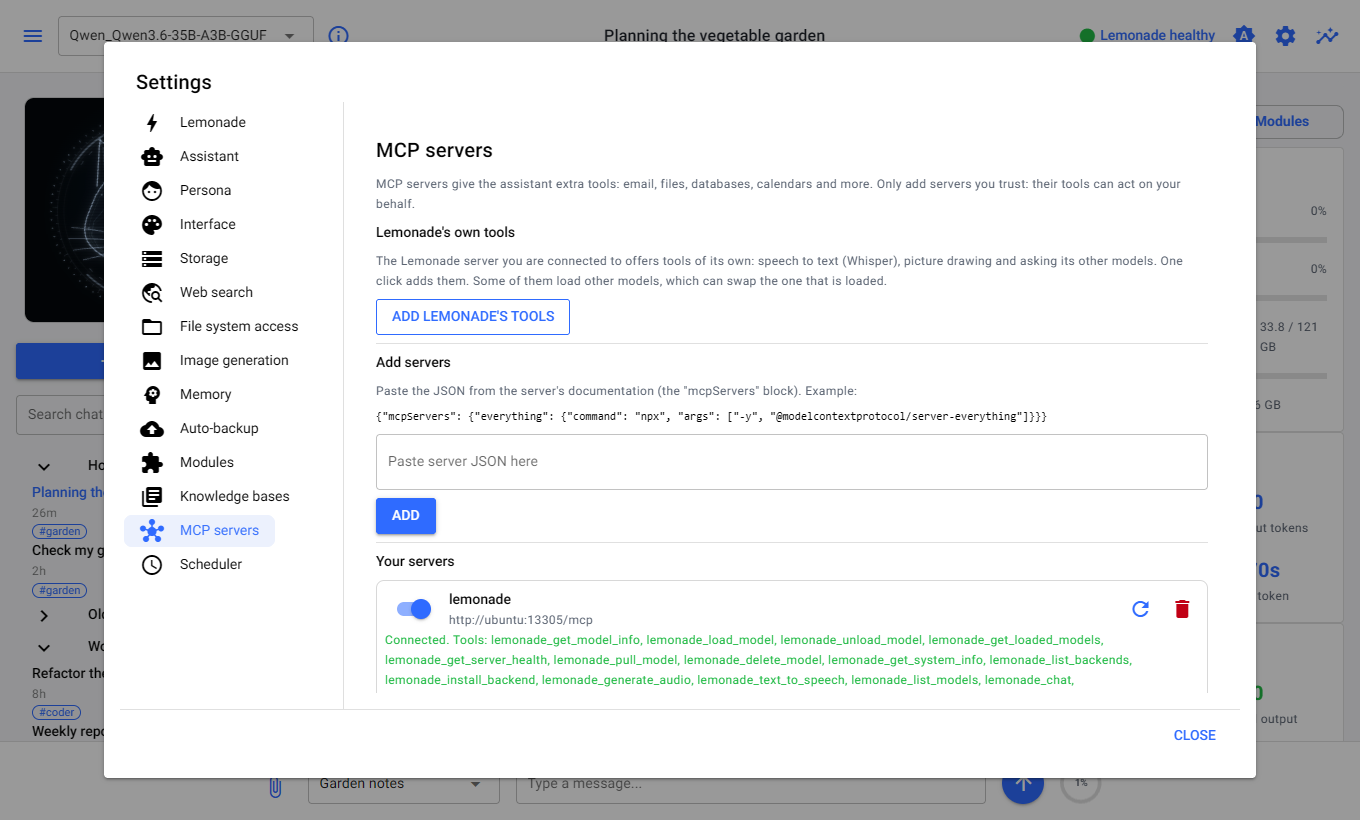 Qwen_Qwen3.6-35B-A3B-GGUF
Planning the vegetable garden
Lemonade healthy
Settings
Lemonade
Assistant
Persona
Interface
Storage
Web search
File system access
Image generation
Memory
Auto-backup
Modules
Knowledge bases
MCP servers
Scheduler
MCP servers
MCP servers give the assistant extra tools: email, files, databases, calendars and more. Only add servers you trust: their tools can act on your
behalf.
Lemonade's own tools
The Lemonade server you are connected to offers tools of its own: speech to text (Whisper), picture drawing and asking its other models. One
click adds them. Some of them load other models, which can swap the one that is loaded.
ADD LEMONADE'S TOOLS
Add servers
Paste the JSON from the server's documentation (the "mcpServers" block). Example:
{"mcpServers": {"everything": {"command": "npx", "args": ["-y", "@modelcontextprotocol/server-everything"]}}}
Paste server JSON here
ADD
Your servers
lemonade
http://ubuntu:13305/mcp
Connected. Tools: lemonade_get_model_info, lemonade_load_model, lemonade_unload_model, lemonade_get_loaded_models,
lemonade_get_server_health, lemonade_pull_model, lemonade_delete_model, lemonade_get_system_info, lemonade_list_backends,
lemonade_install_backend, lemonade_generate_audio, lemonade_text_to_speech, lemonade_list_models, lemonade_chat,
CLOSE
Search chat
Planning the
26m
#garden
Check my g
2h
#garden
Refactor the
8h
#coder
Weekly repo
Modules
0%
0%
33.8 / 121
GB
GB
tokens
token
output
Garden notes
Type a message...
1%